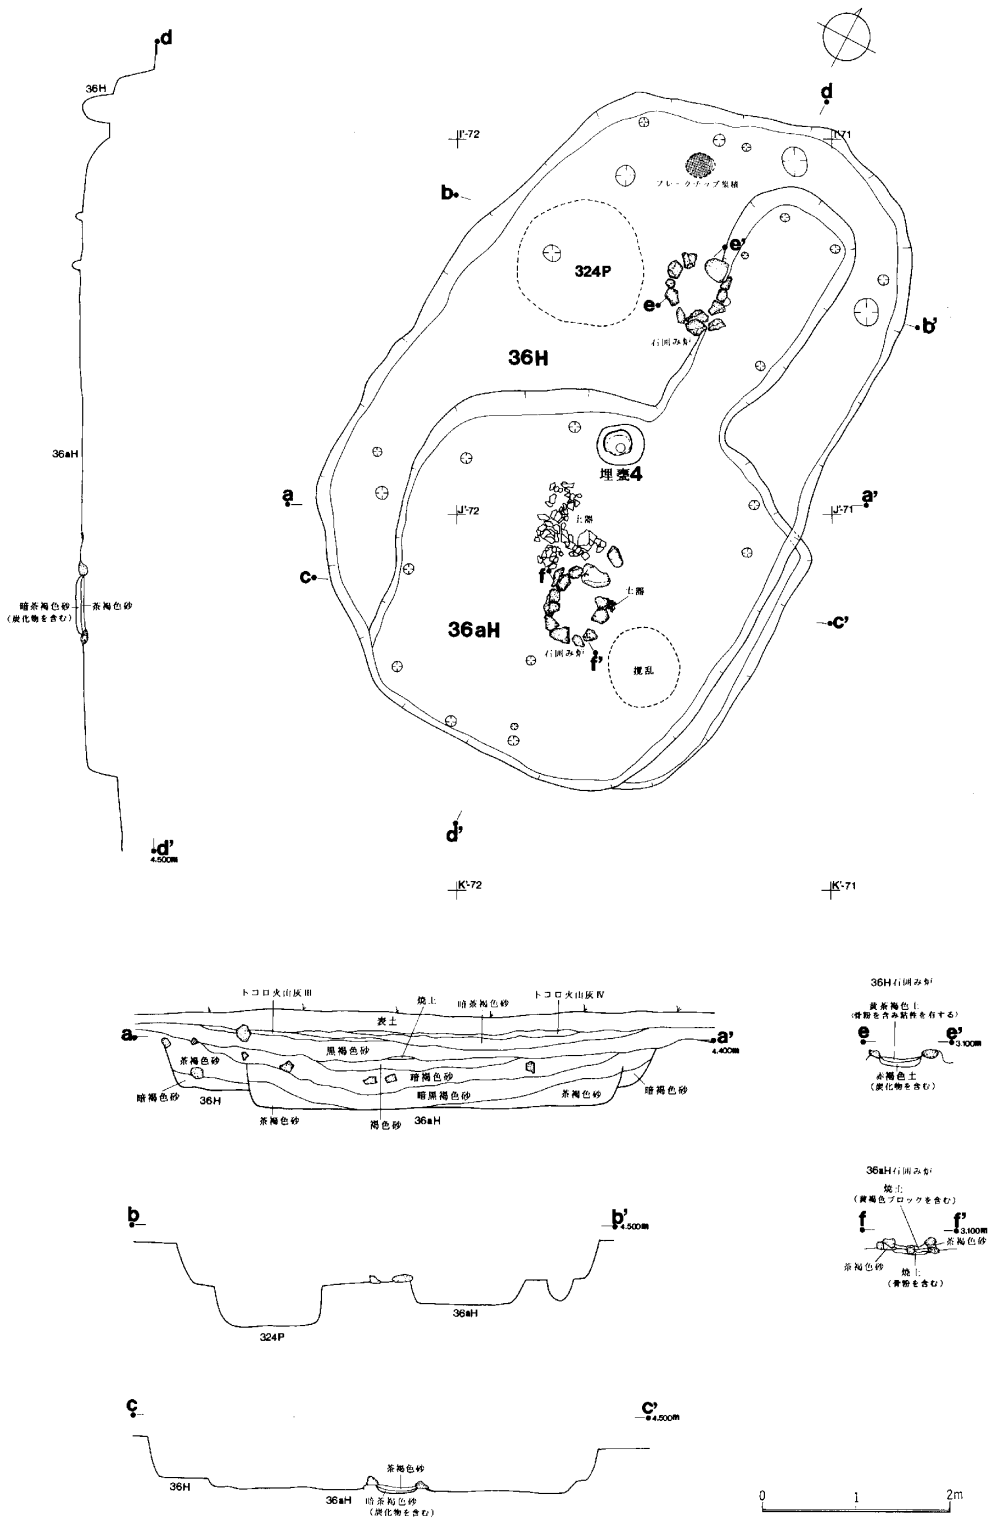 d
36H
36aH
暗茶褐色砂
(炭化物を含む)
茶褐色砂
d'
4.500m
d
I'-72
I'-71
b
フレークチップ集積
e'
324P
e
石囲み炉
b'
36H
埋甕4
a
J'-72
土器
J'-71
a'
c
f
土器
36aH
石囲み炉
f'
攪乱
c'
d'
K'-72
K'-71
トコロ火山灰Ⅲ
焼土
暗茶褐色砂
トコロ火山灰Ⅳ
表土
a
a'
4.400m
黒褐色砂
茶褐色砂
暗褐色砂
暗褐色砂
36H
暗黒褐色砂
茶褐色砂
暗褐色砂
茶褐色砂
褐色砂
36aH
36H石囲み炉
黄茶褐色土
(骨粉を含み粘性を有する)
e
e'
3.100m
赤褐色土
(炭化物を含む)
36aH石囲み炉
焼土
(黄褐色ブロックを含む)
f
f'
3.100m
茶褐色砂
茶褐色砂
焼土
(骨粉を含む)
b
b'
4.500m
324P
36aH
c
c'
4.500m
36H
茶褐色砂
36aH
暗茶褐色砂
(炭化物を含む)
0 1 2m